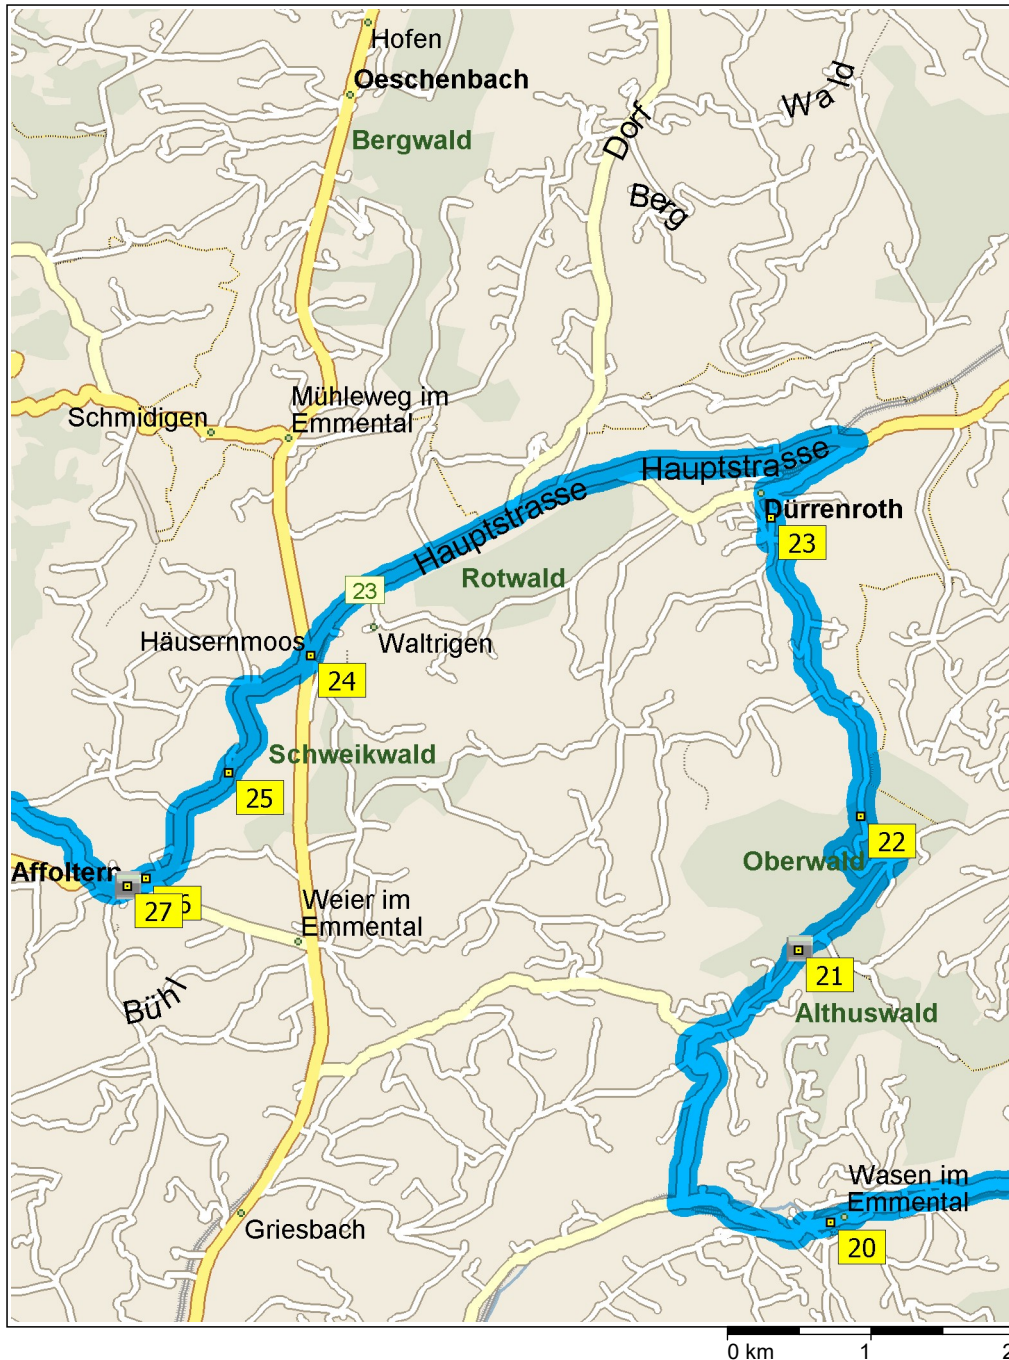 Hofen
Oeschenbach
Bergwald
Dorf
Wald
Berg
Mühleweg im
Emmental
Schmidigen
Hauptstrasse
Hauptstrasse
Dürrenroth
23
Rotwald
23
Häusernmoos
Waltrigen
24
Schweikwald
25
22
Oberwald
Affoltern
27
6
Weier im
Emmental
21
Bühl
Althuswald
Wasen im
Emmental
Griesbach
20
0 km 1 2